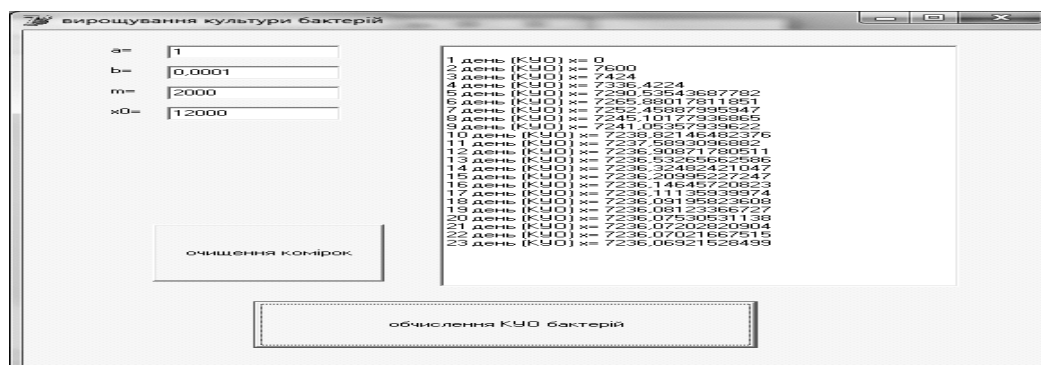 вирощування культури бактерій
a= 1
b= 0,0001
m= 2000
x0= 12000
1 день (КУО) x= 0
2 день (КУО) x= 7600
3 день (КУО) x= 7424
4 день (КУО) x= 7336,4224
5 день (КУО) x= 7290,53543687782
6 день (КУО) x= 7265,88017811851
7 день (КУО) x= 7252,45887995947
8 день (КУО) x= 7245,10177936865
9 день (КУО) x= 7241,05357939622
10 день (КУО) x= 7238,82146482376
11 день (КУО) x= 7237,5893096882
12 день (КУО) x= 7236,90871780511
13 день (КУО) x= 7236,53265662586
14 день (КУО) x= 7236,32482421047
15 день (КУО) x= 7236,20995227247
16 день (КУО) x= 7236,14645720823
17 день (КУО) x= 7236,11135939974
18 день (КУО) x= 7236,09195823608
19 день (КУО) x= 7236,08123366727
20 день (КУО) x= 7236,07530531138
21 день (КУО) x= 7236,07202820904
22 день (КУО) x= 7236,07021667515
23 день (КУО) x= 7236,06921528499
очищення комірок
обчислення КУО бактерій